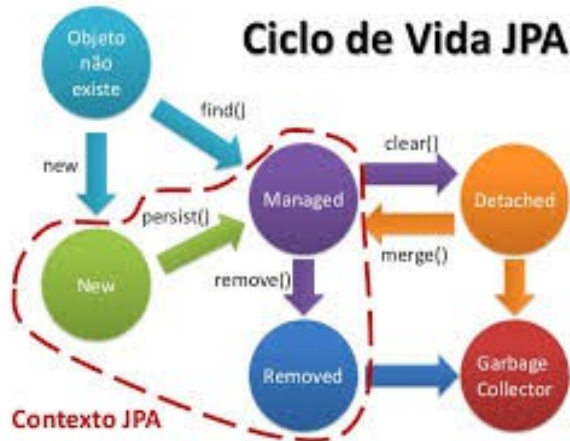 Ciclo de Vida JPA
Objeto
não
existe
find()
new
clear()
persist()
Managed
Detached
New
remove()
merge()
Removed
Garbage
Collector
Contexto JPA